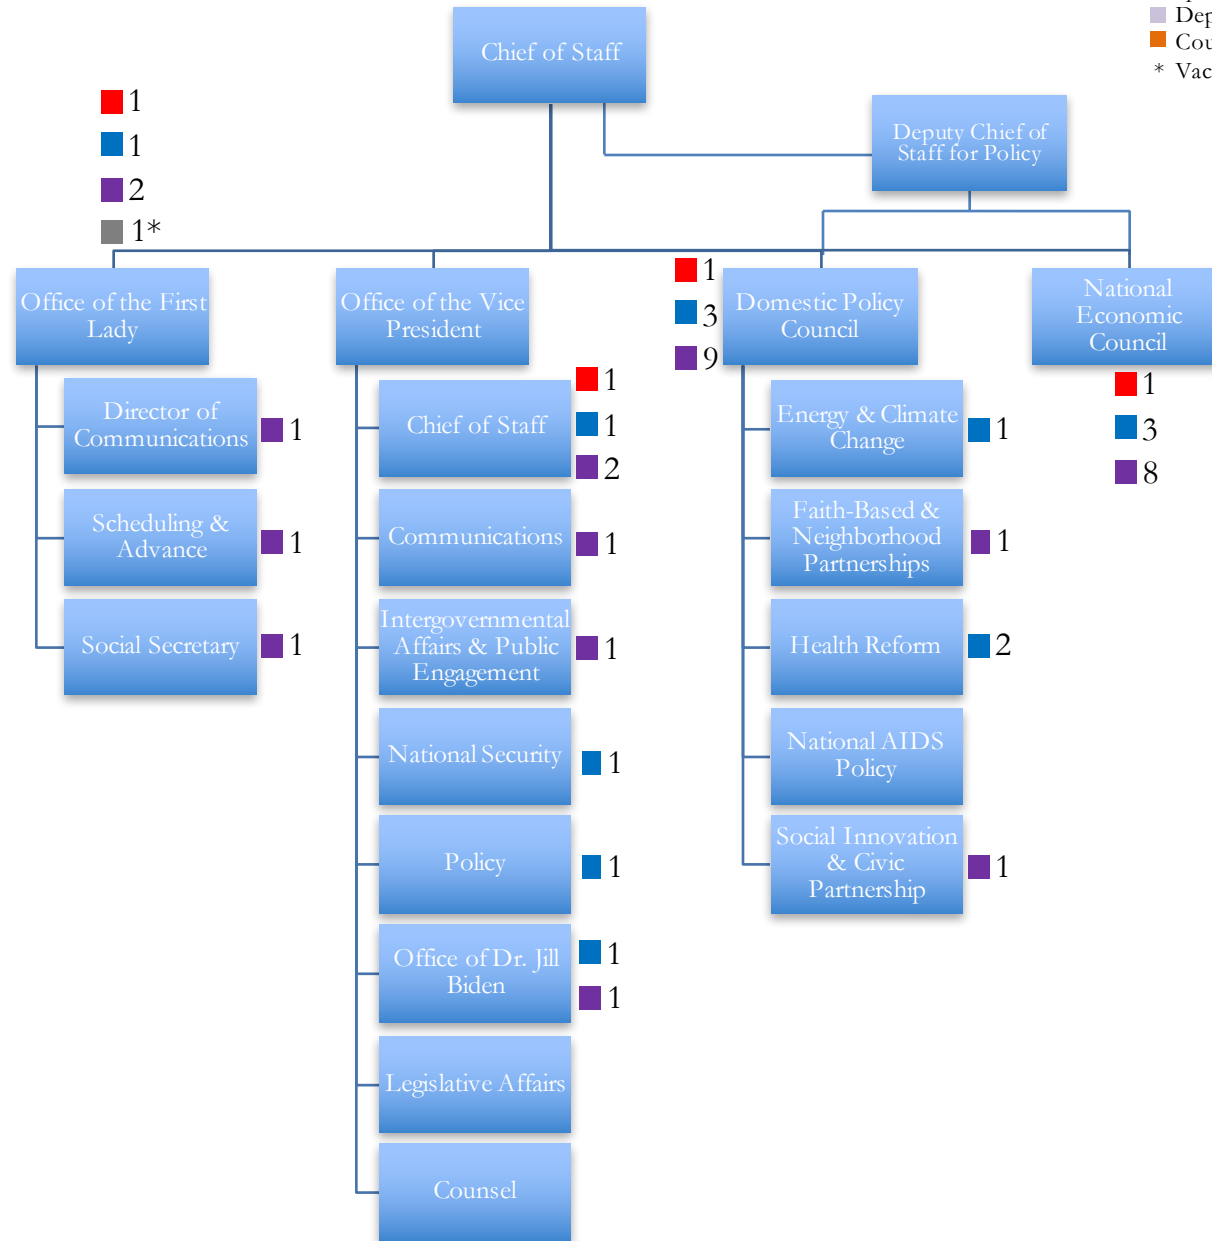 Chief of Staff
Dep
Cou
* Vac
Deputy Chief of
Staff for Policy
1
1
2
1*
Office of the First
Lady
Director of
Communications
1
Scheduling &
Advance
1
Social Secretary
1
Office of the Vice
President
Chief of Staff
1
1
2
Communications
1
Intergovernmental
Affairs & Public
Engagement
1
National Security
1
Policy
1
Office of Dr. Jill
Biden
1
1
Legislative Affairs
Counsel
1
3
9
Domestic Policy
Council
Energy & Climate
Change
1
Faith-Based &
Neighborhood
Partnerships
1
Health Reform
2
National AIDS
Policy
Social Innovation
& Civic
Partnership
1
National
Economic
Council
1
3
8